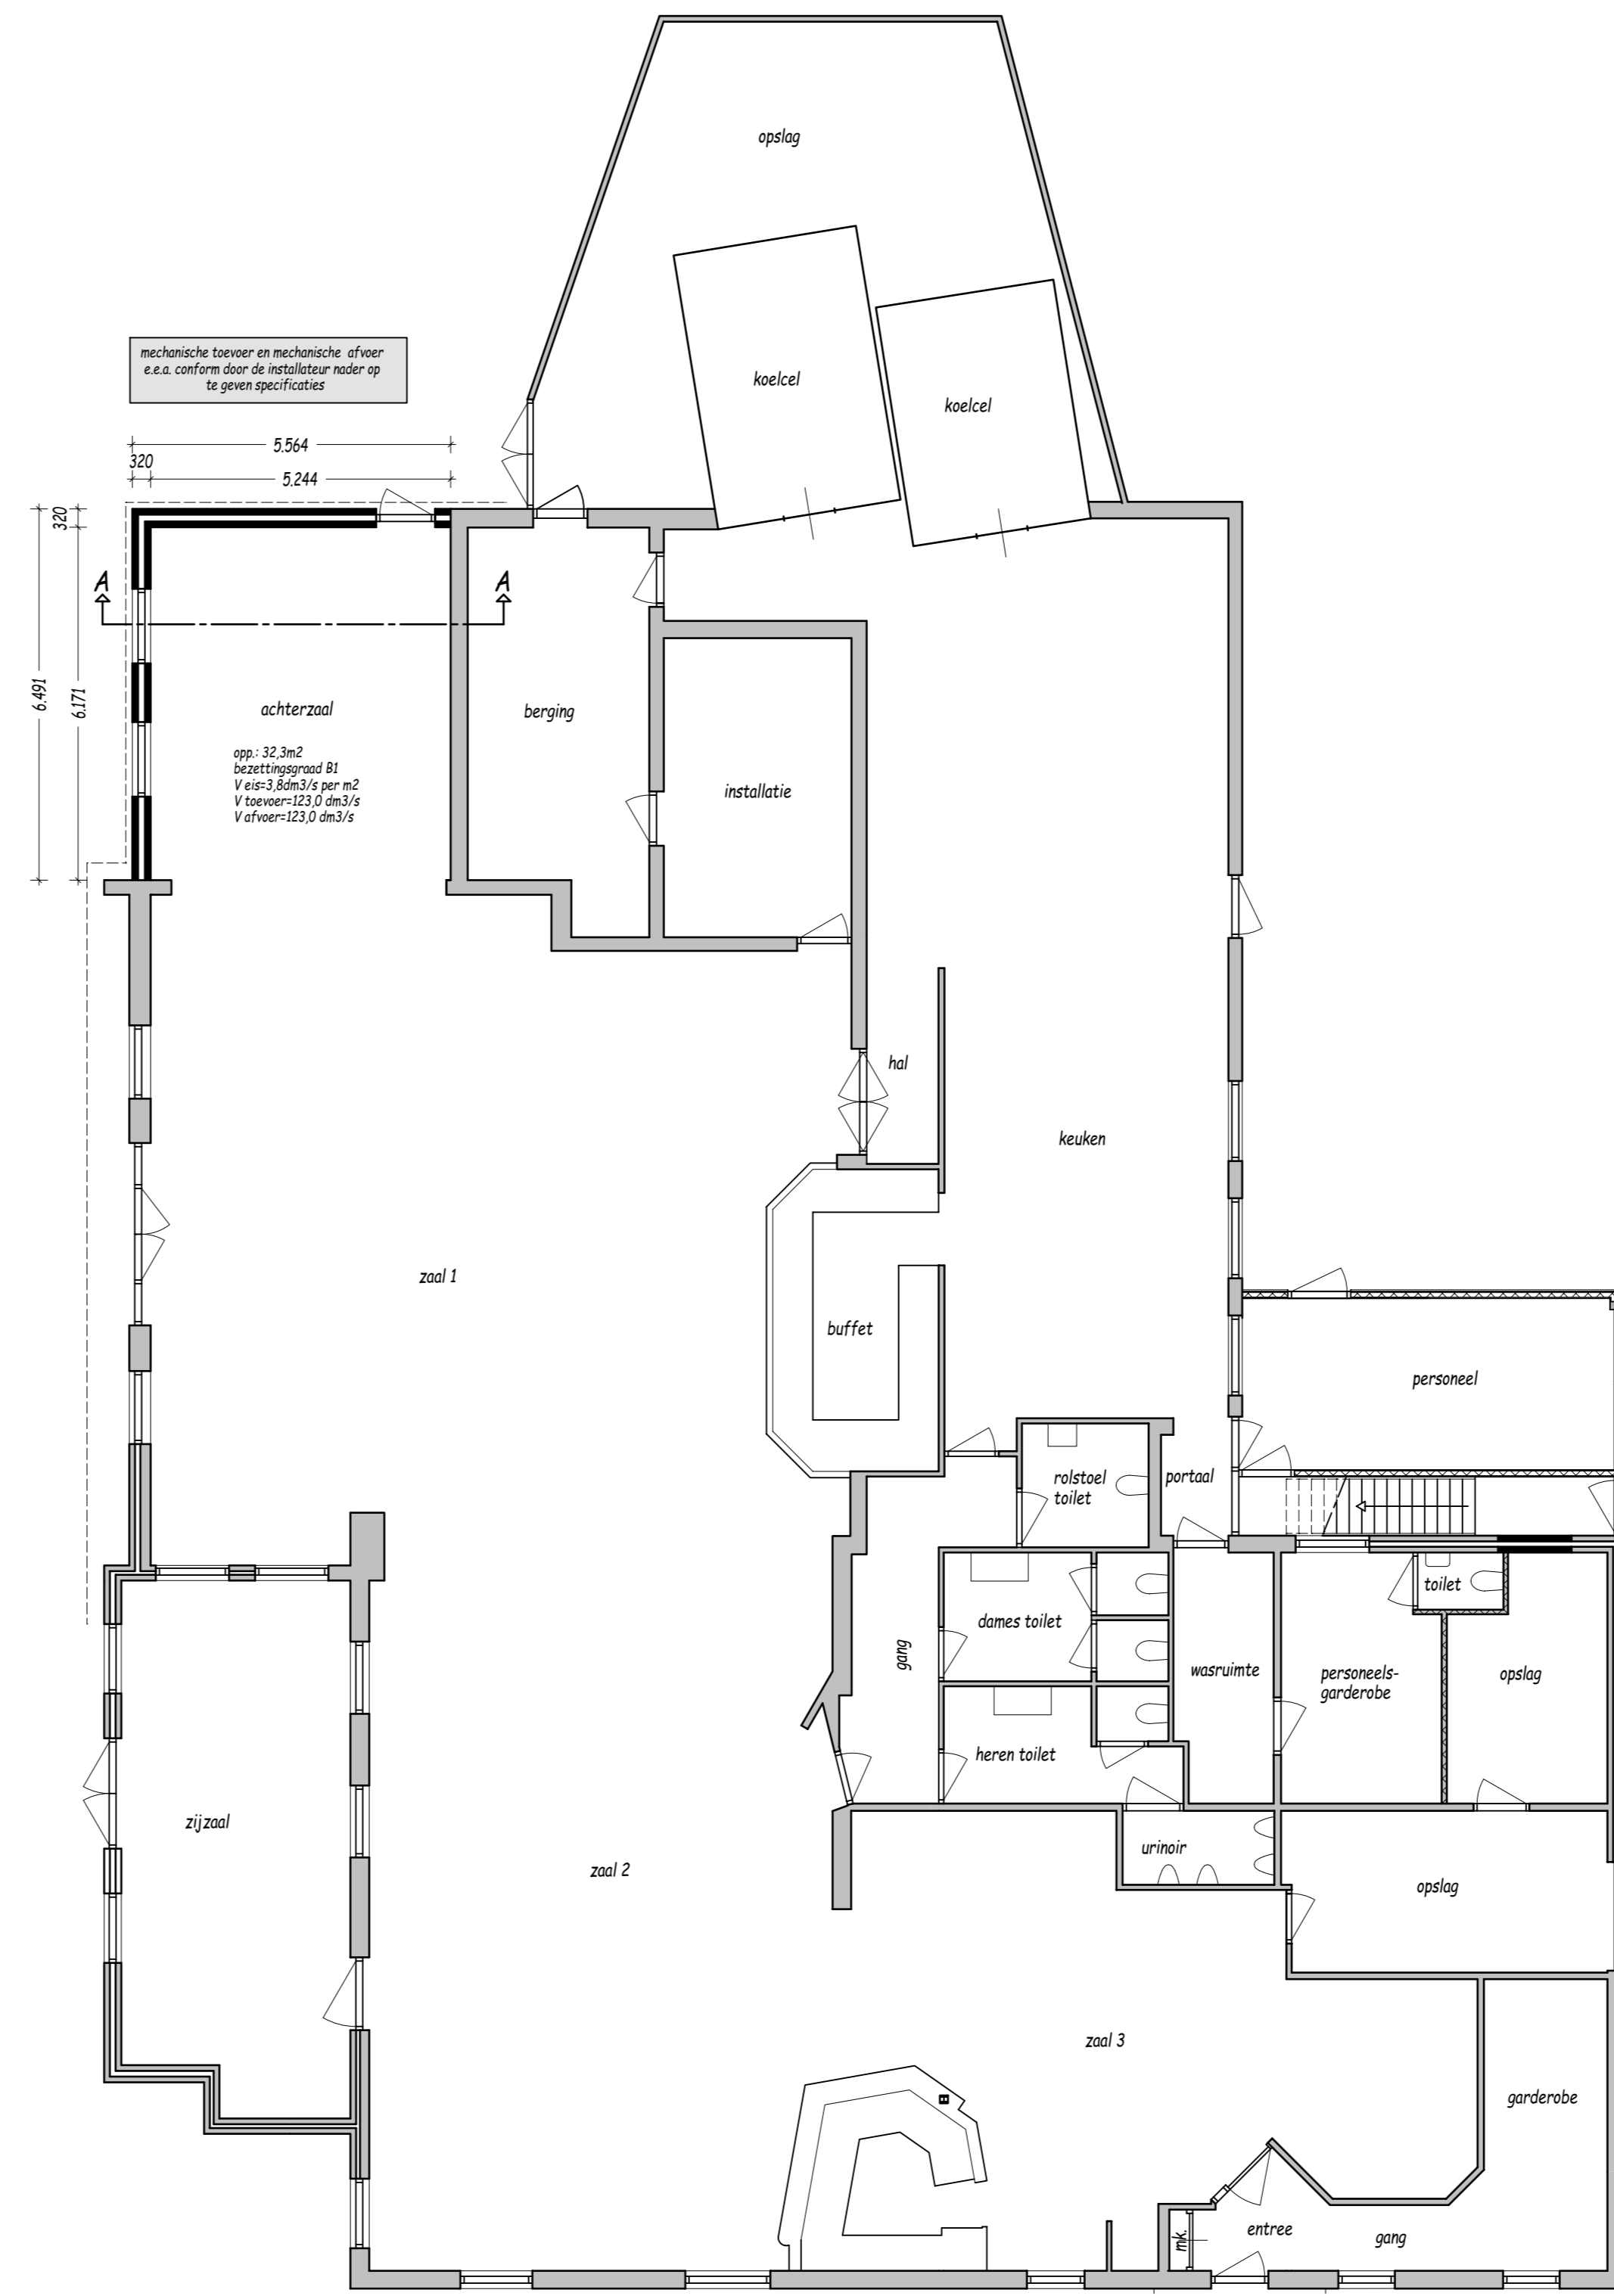 opslag
mechanische toevoer en mechanische afvoer
e.e.a. conform door de installateur nader op
te geven specificaties
koelcel
koelcel
5.564
320
5.244
320
A
A
6.491
6.171
achterzaal
berging
opp.: 32,3m2
bezettingsgraad B1
V eis=3,8dm3/s per m2
V toevoer=123,0 dm3/s
V afvoer=123,0 dm3/s
installatie
hal
keuken
zaal 1
buffet
personeel
rolstoel
toilet
portaal
toilet
dames toilet
gang
wasruimte
personeels-
garderobe
opslag
heren toilet
zijzaal
urinoir
zaal 2
opslag
zaal 3
garderobe
mk.
entree
gang